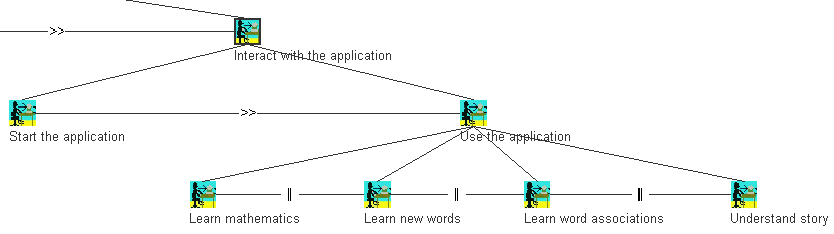 >>
Interact with the application
Start the application
>>
Use the application
Learn mathematics
||
Learn new words
||
Learn word associations
||
Understand story